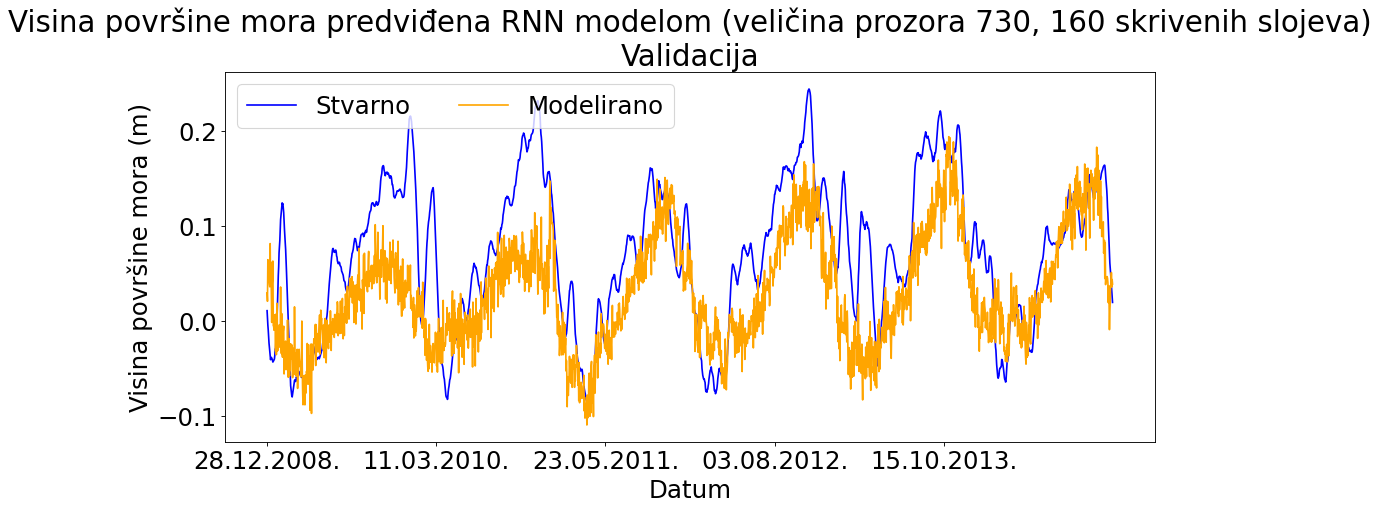 Visina površine mora predviđena RNN modelom (veličina prozora 730, 160 skrivenih slojeva)
Validacija
Stvarno Modelirano
Visina površine mora (m)
0.2
0.1
0.0
−0.1
28.12.2008. 11.03.2010. 23.05.2011. 03.08.2012. 15.10.2013.
Datum